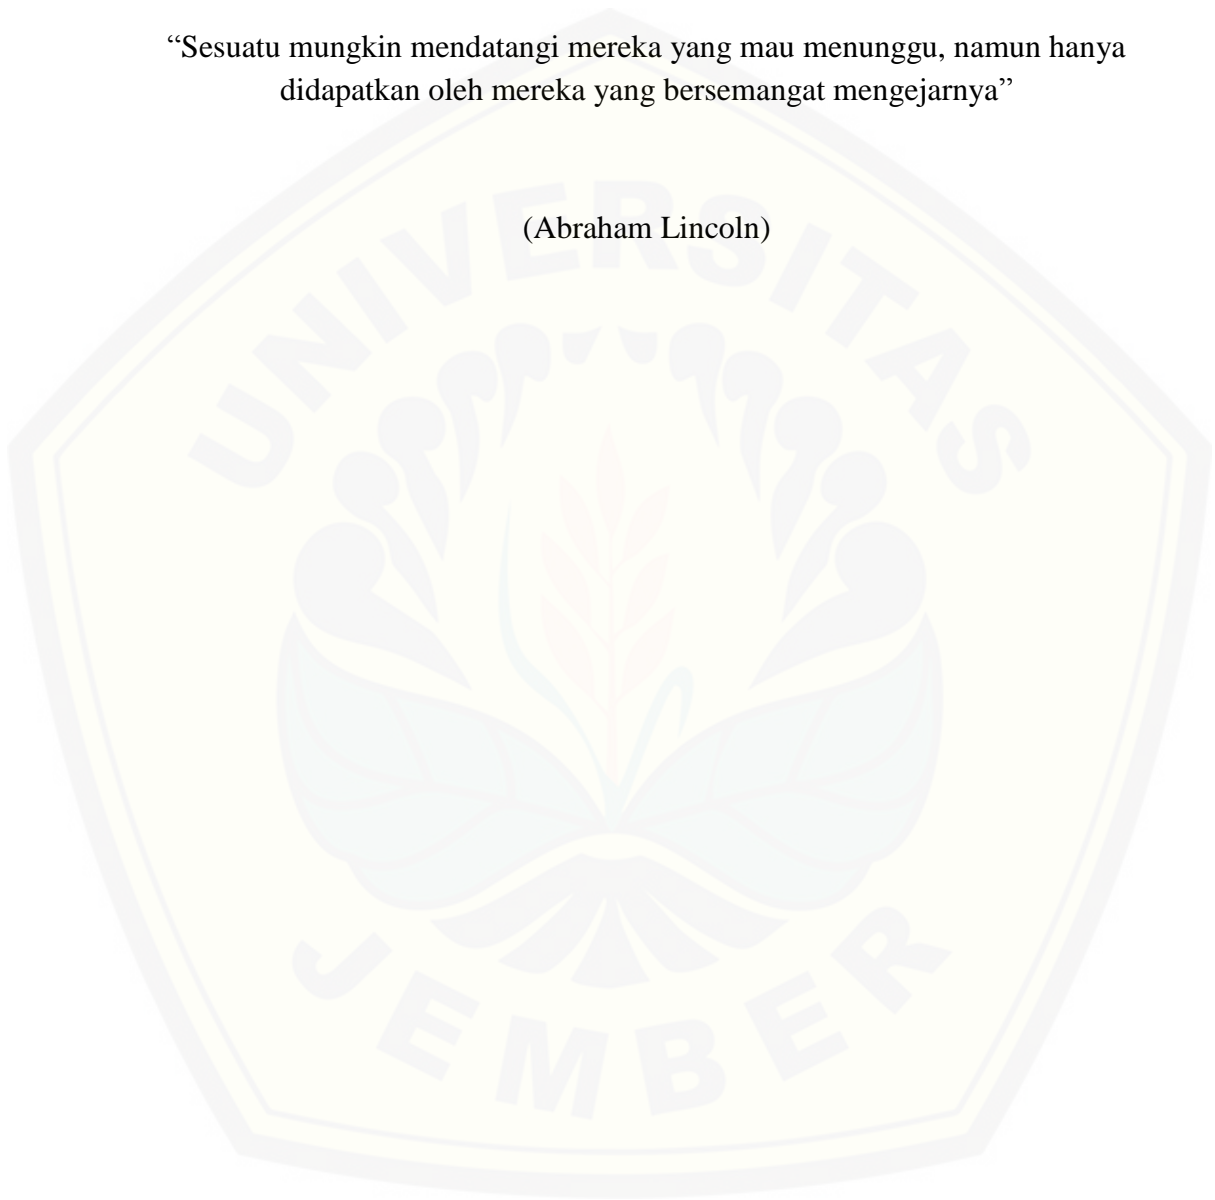 “Sesuatu mungkin mendatangi mereka yang mau menunggu, namun hanya
didapatkan oleh mereka yang bersemangat mengejarnya”
(Abraham Lincoln)
UNIVERSITAS
JEMBER